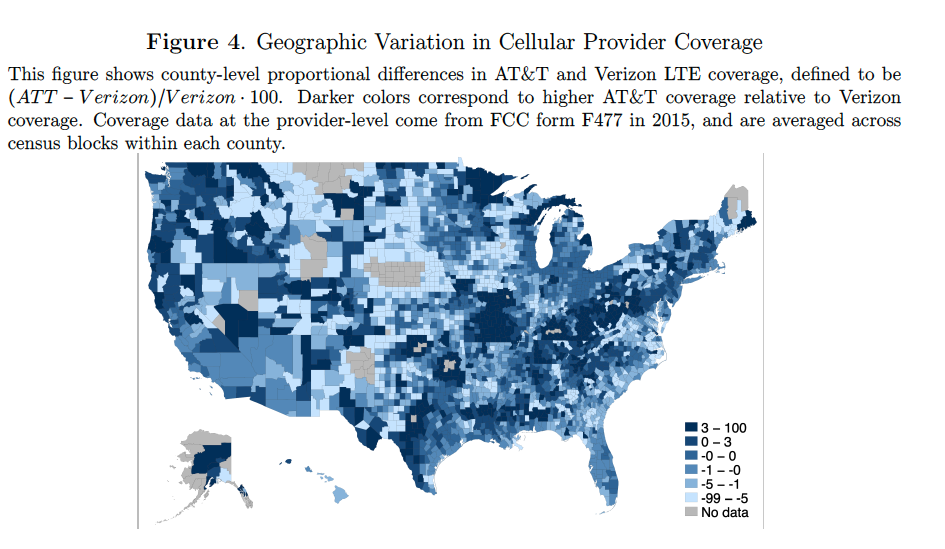 Figure 4. Geographic Variation in Cellular Provider Coverage
This figure shows county-level proportional differences in AT&T and Verizon LTE coverage, defined to be
(ATT − Verizon)/Verizon · 100. Darker colors correspond to higher AT&T coverage relative to Verizon
coverage. Coverage data at the provider-level come from FCC form F477 in 2015, and are averaged across
census blocks within each county.
3 – 100
0 – 3
-0 – 0
-1 – -0
-5 – -1
-99 – -5
No data